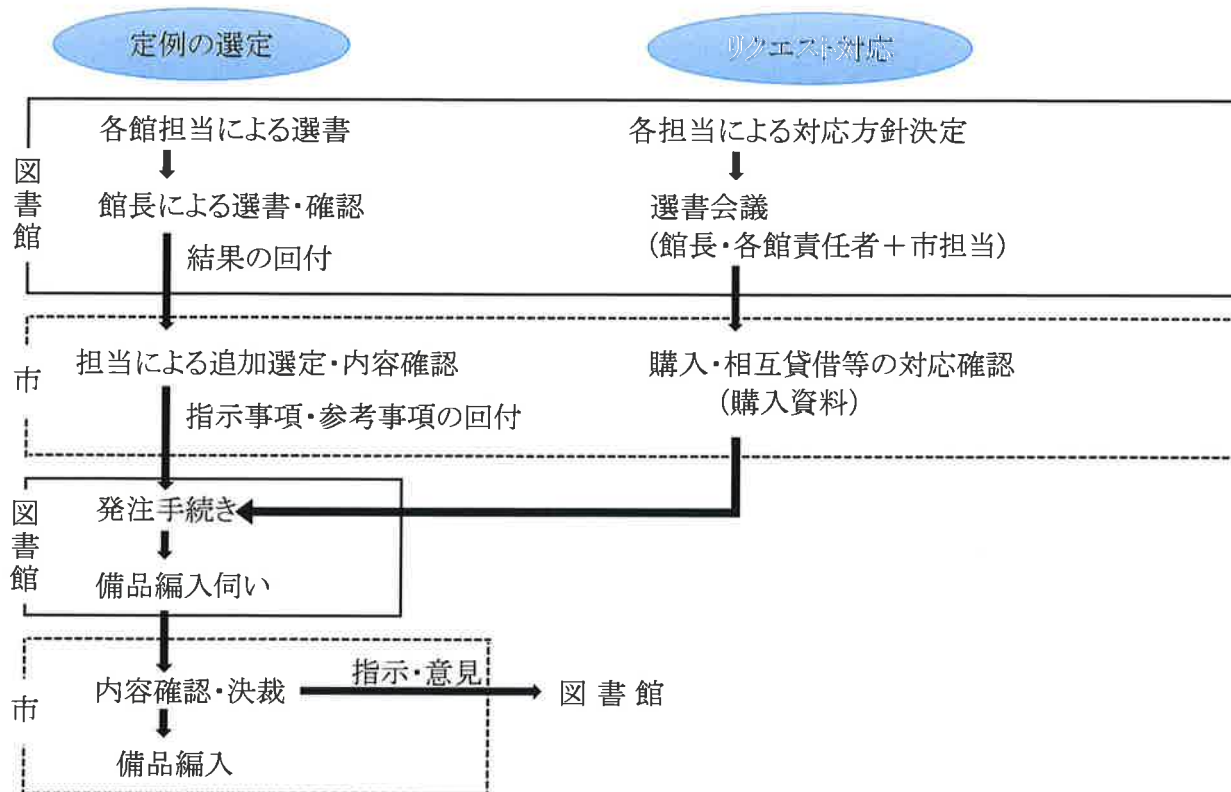 定例の選定
リクエスト対応
図書館
各館担当による選書
館長による選書・確認
結果の回付
各担当による対応方針決定
選書会議
(館長・各館責任者＋市担当)
市
担当による追加選定・内容確認
指示事項・参考事項の回付
購入・相互貸借等の対応確認
(購入資料)
図書館
発注手続き
備品編入伺い
市
内容確認・決裁
指示・意見
図書館
備品編入